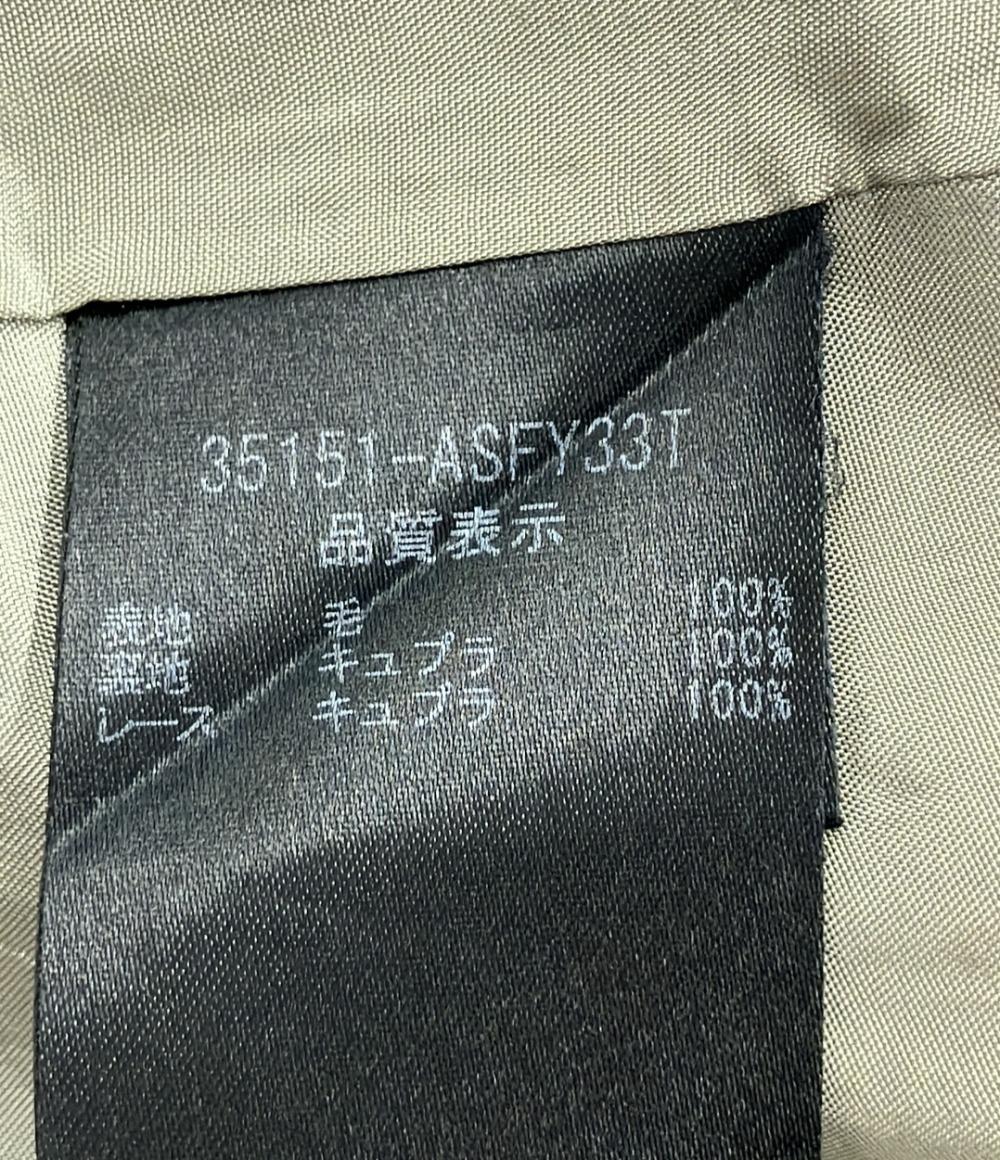 35151-ASFY33T
品質表示
表地 毛 100%
裏地 キュプラ 100%
レース キュプラ 100%